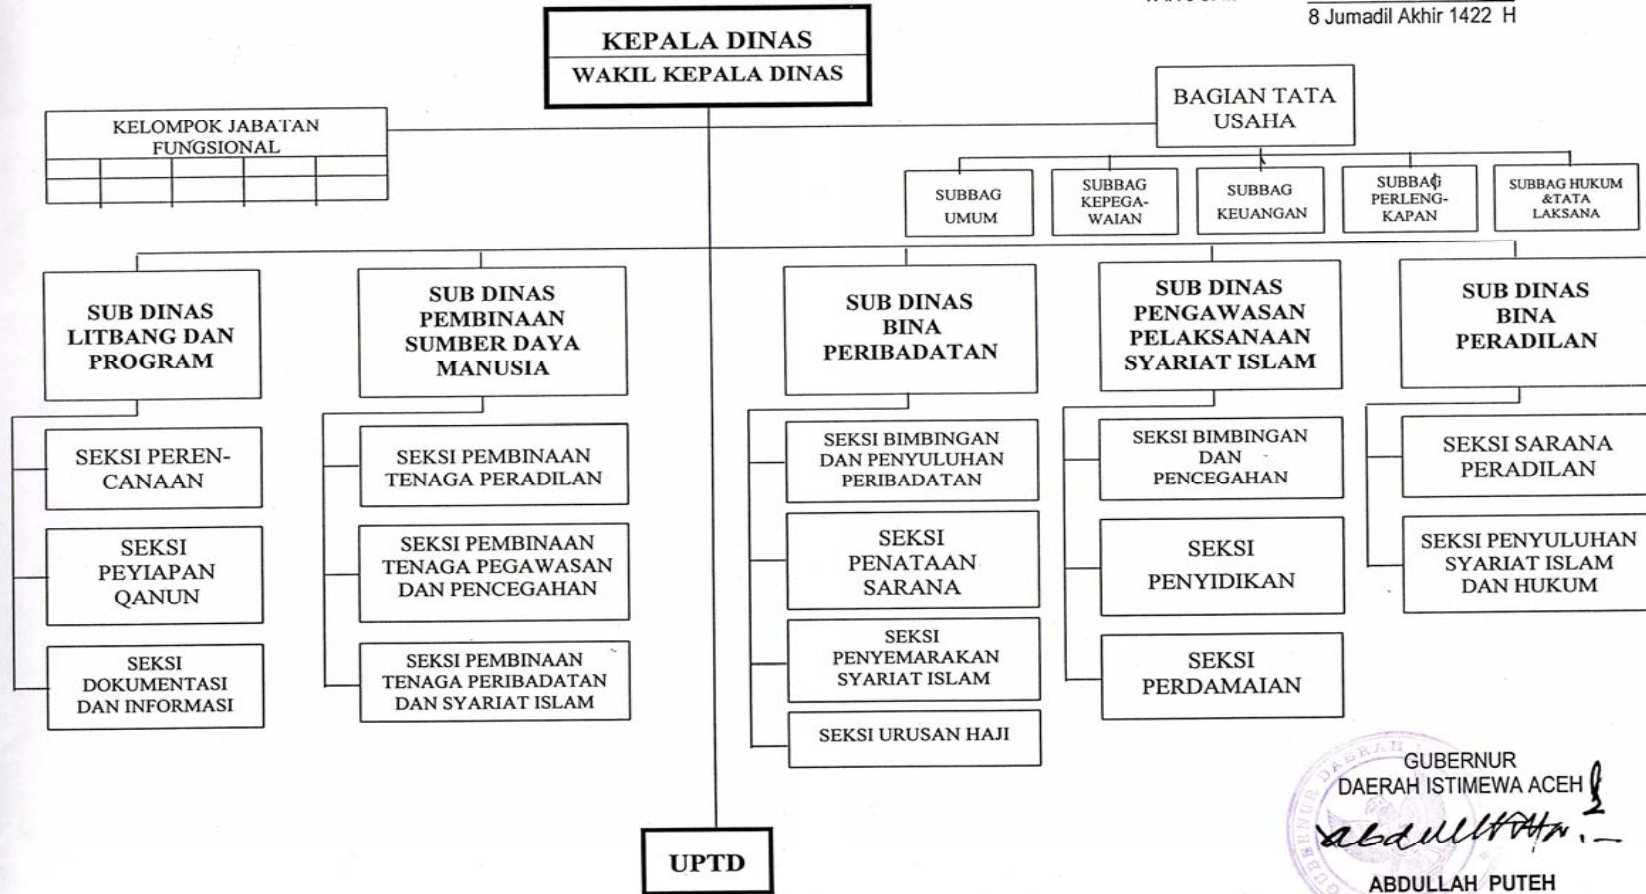 8 Jumadil Akhir 1422 H
KEPALA DINAS
WAKIL KEPALA DINAS
BAGIAN TATA
USAHA
KELOMPOK JABATAN
FUNGSIONAL
SUBBAG
UMUM
SUBBAG
KEPEGA-
WAIAN
SUBBAG
KEUANGAN
SUBBAG
PERLENG-
KAPAN
SUBBAG HUKUM
&TATA
LAKSANA
SUB DINAS
LITBANG DAN
PROGRAM
SUB DINAS
PEMBINAAN
SUMBER DAYA
MANUSIA
SUB DINAS
BINA
PERIBADATAN
SUB DINAS
PENGAWASAN
PELAKSANAAN
SYARIAT ISLAM
SUB DINAS
BINA
PERADILAN
SEKSI PEREN-
CANAAN
SEKSI
PEYIAPAN
QANUN
SEKSI
DOKUMENTASI
DAN INFORMASI
SEKSI PEMBINAAN
TENAGA PERADILAN
SEKSI PEMBINAAN
TENAGA PEGAWASAN
DAN PENCEGAHAN
SEKSI PEMBINAAN
TENAGA PERIBADATAN
DAN SYARIAT ISLAM
SEKSI BIMBINGAN
DAN PENYULUHAN
PERIBADATAN
SEKSI
PENATAAN
SARANA
SEKSI
PENYEMARAKAN
SYARIAT ISLAM
SEKSI URUSAN HAJI
SEKSI BIMBINGAN
DAN
PENCEGAHAN
SEKSI
PENYIDIKAN
SEKSI
PERDAMAIAN
SEKSI SARANA
PERADILAN
SEKSI PENYULUHAN
SYARIAT ISLAM
DAN HUKUM
UPTD
GUBERNUR
DAERAH ISTIMEWA ACEH
GUBERNUR DAERAH
ABDULLAH PUTEH